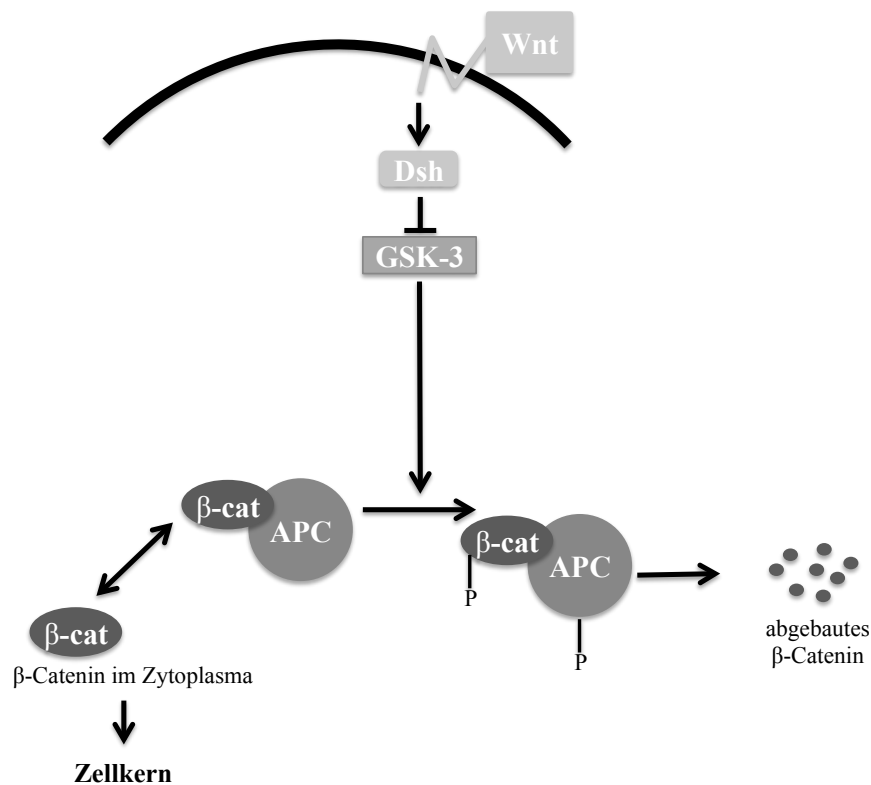 Wnt
Dsh
GSK-3
β-cat
APC
β-cat
APC
P
P
abgebautes
β-Catenin
β-cat
β-Catenin im Zytoplasma
Zellkern